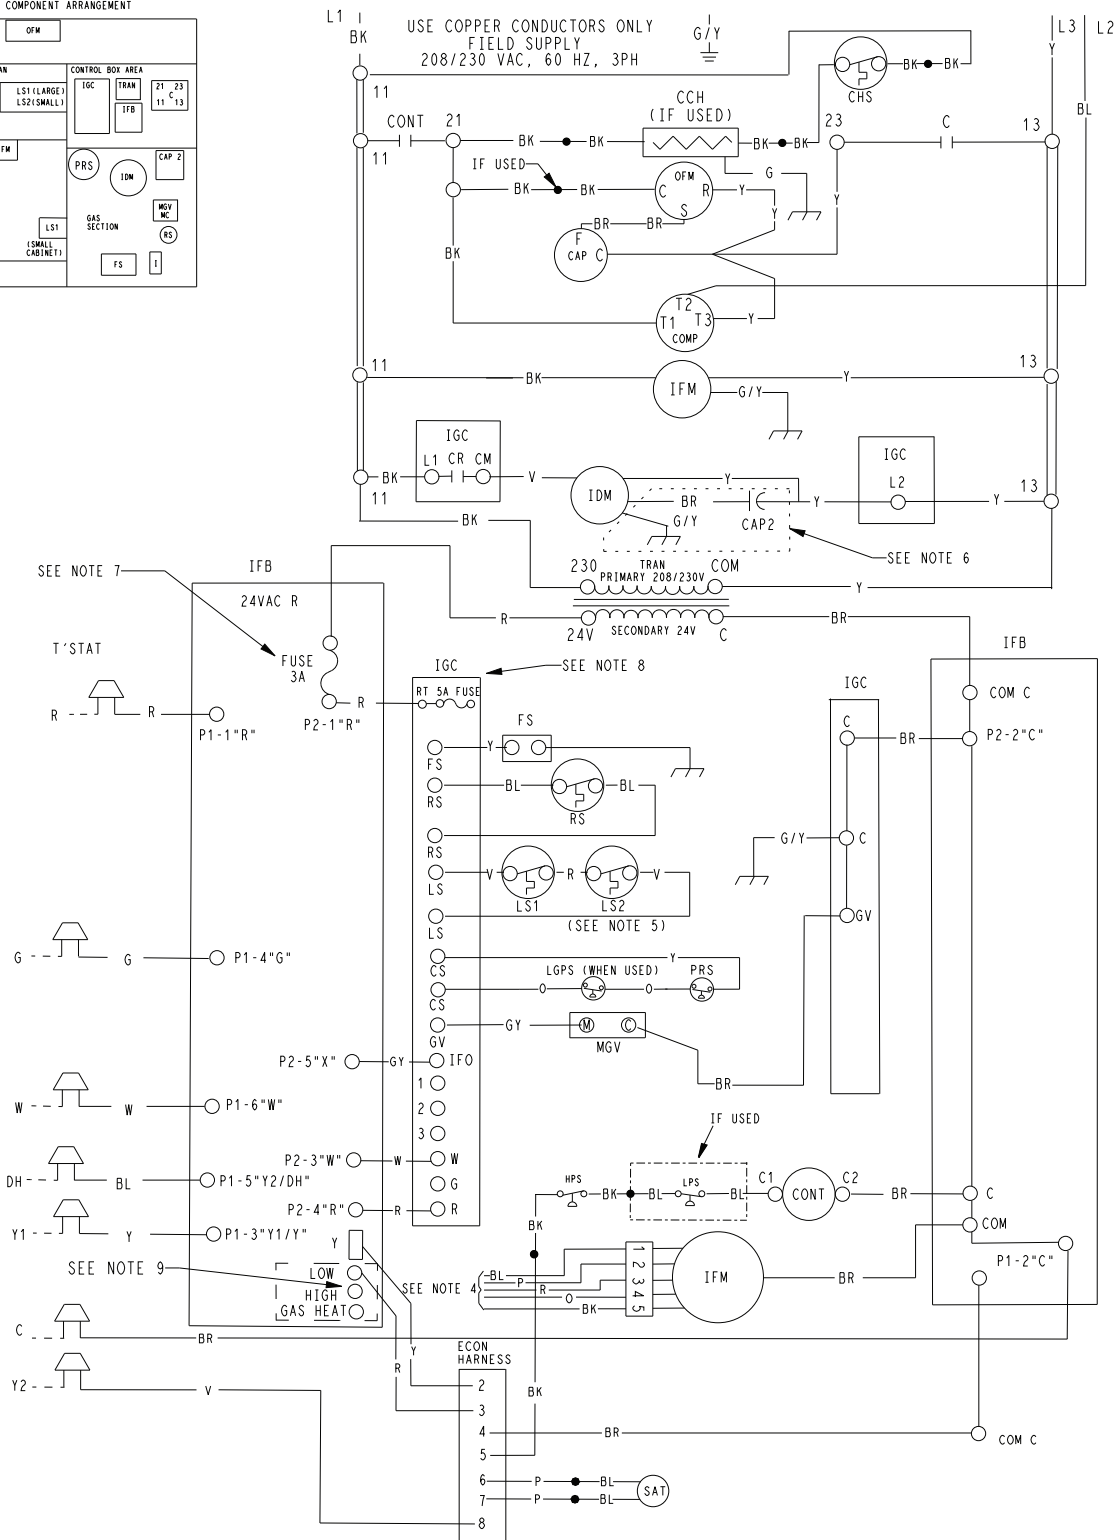 COMPONENT ARRANGEMENT
OFM
CONTROL BOX AREA
IGC
TRAN
IFB
21 23
C
11 13
LS1(LARGE)
LS2(SMALL)
PRS
IDM
CAP 2
MGV
MC
GAS
SECTION
RS
LS1
(SMALL
CABINET)
FS
I
L1
BK
USE COPPER CONDUCTORS ONLY
FIELD SUPPLY
208/230 VAC, 60 HZ, 3PH
G/Y
L3
L2
Y
BL
CHS
BK
BK
11
CONT
21
BK
BK
CCH
(IF USED)
BK
BK
23
C
13
11
IF USED
BK
BK
C
OFM
R
S
Y
G
Y
Y
BR
BR
F
CAP C
BK
T2
T1
T3
COMP
Y
11
BK
IFM
Y
13
G/Y
IGC
L1 CR CM
BK
V
IDM
Y
BR
CAP2
G/Y
Y
IGC
L2
Y
13
11
BK
SEE NOTE 6
230
TRAN
COM
PRIMARY 208/230V
Y
24V
SECONDARY 24V
C
R
BR
SEE NOTE 7
IFB
24VAC R
FUSE
3A
T'STAT
R
R
P1-1"R"
P2-1"R"
R
IGC
SEE NOTE 8
RT 5A FUSE
IFB
COM C
IGC
C
BR
P2-2"C"
FS
Y
FS
RS
BL
BL
RS
RS
G/Y
C
LS
V
R
V
LS1
LS2
(SEE NOTE 5)
LS
GV
G
G
P1-4"G"
CS
Y
LGPS (WHEN USED)
PRS
CS
O
O
GV
GY
M
C
MGV
BR
P2-5"X"
GY
IFO
1
2
3
W
W
P1-6"W"
IF USED
P2-3"W"
W
W
G
DH
BL
P1-5"Y2/DH"
P2-4"R"
R
R
HPS
BK
BL
LPS
BL
C1
CONT
C2
BR
C
BK
COM
Y1
Y
P1-3"Y1/Y"
Y
P1-2"C"
SEE NOTE 9
LOW
HIGH
GAS HEAT
SEE NOTE 4
BL
P
R
O
BK
1
2
3
4
5
IFM
BR
C
BR
Y
R
ECON
HARNESS
Y2
V
2
3
4
5
6
7
8
BK
BR
COM C
P
BL
P
BL
SAT